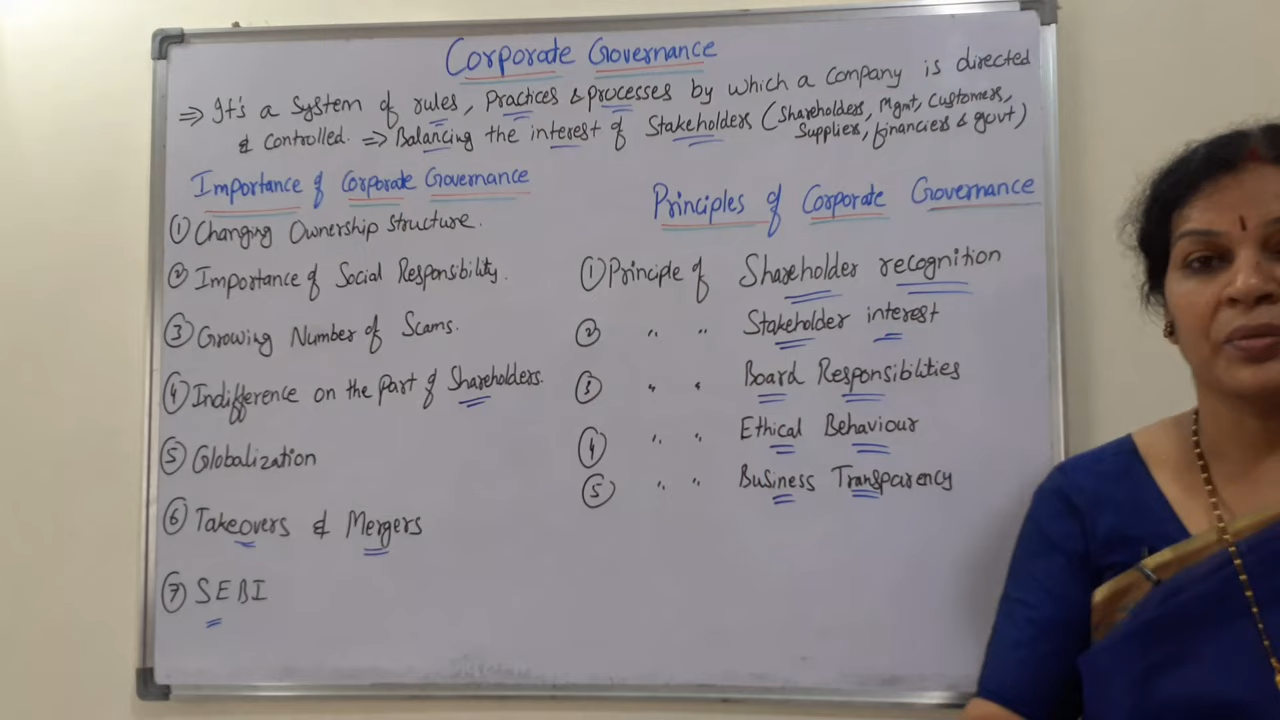 Corporate Governance
⇒ It's a system of rules, Practices & processes by which a company is directed
& Controlled. ⇒ Balancing the interest of Stakeholders (Shareholders, Mgmt, Customers,
Suppliers, financiers & govt)
Importance of Corporate Governance
① Changing Ownership structure.
② Importance of Social Responsibility.
③ Growing Number of Scams.
④ Indifference on the part of Shareholders.
⑤ Globalization
⑥ Takeovers & Mergers
⑦ SEBI
Principles of Corporate Governance
① Principle of Shareholder recognition
② " " Stakeholder interest
③ " " Board Responsibilities
④ " " Ethical Behaviour
⑤ " " Business Transparency